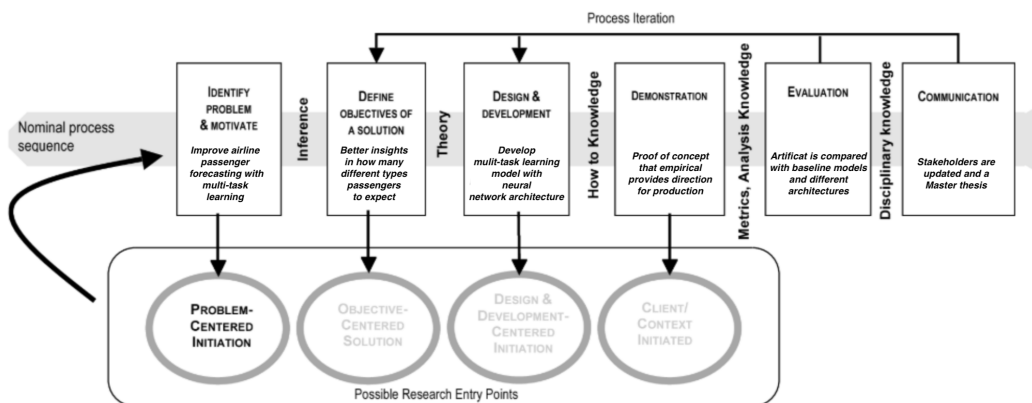 Process Iteration
Nominal process
sequence
IDENTIFY
PROBLEM
& MOTIVATE
Improve airline
passenger
forecasting with
multi-task
learning
Inference
DEFINE
OBJECTIVES OF
A SOLUTION
Better insights
in how many
different types
passengers
to expect
Theory
DESIGN &
DEVELOPMENT
Develop
mulit-task learning
model with
neural
network architecture
How to Knowledge
DEMONSTRATION
Proof of concept
that empirical
provides direction
for production
Metrics, Analysis Knowledge
EVALUATION
Artificat is compared
with baseline models
and different
architectures
Disciplinary knowledge
COMMUNICATION
Stakeholders are
updated and a
Master thesis
PROBLEM-
CENTERED
INITIATION
OBJECTIVE-
CENTERED
SOLUTION
DESIGN &
DEVELOPMENT-
CENTERED
INITIATION
CLIENT/
CONTEXT
INITIATED
Possible Research Entry Points